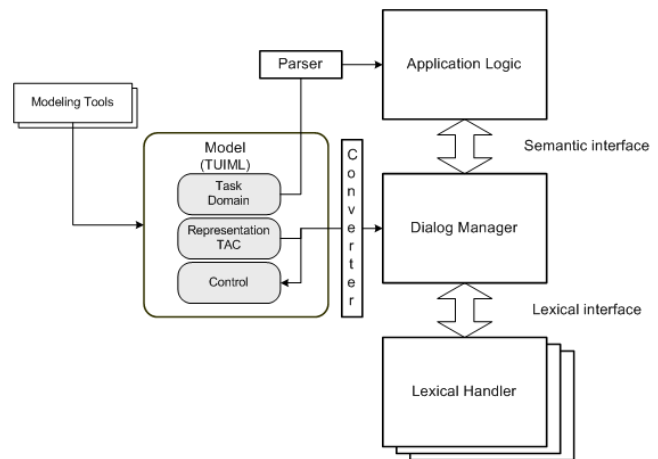 Parser
Application Logic
Modeling Tools
Semantic interface
Model
(TUIML)
Task
Domain
Representation
TAC
Control
Converter
Dialog Manager
Lexical interface
Lexical Handler